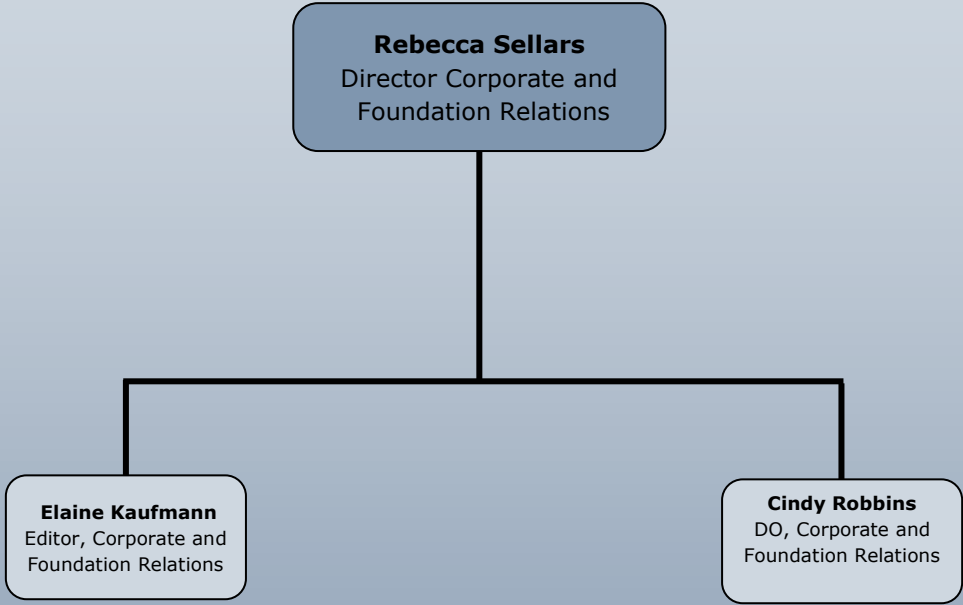 Rebecca Sellars
Director Corporate and
Foundation Relations
Elaine Kaufmann
Editor, Corporate and
Foundation Relations
Cindy Robbins
DO, Corporate and
Foundation Relations